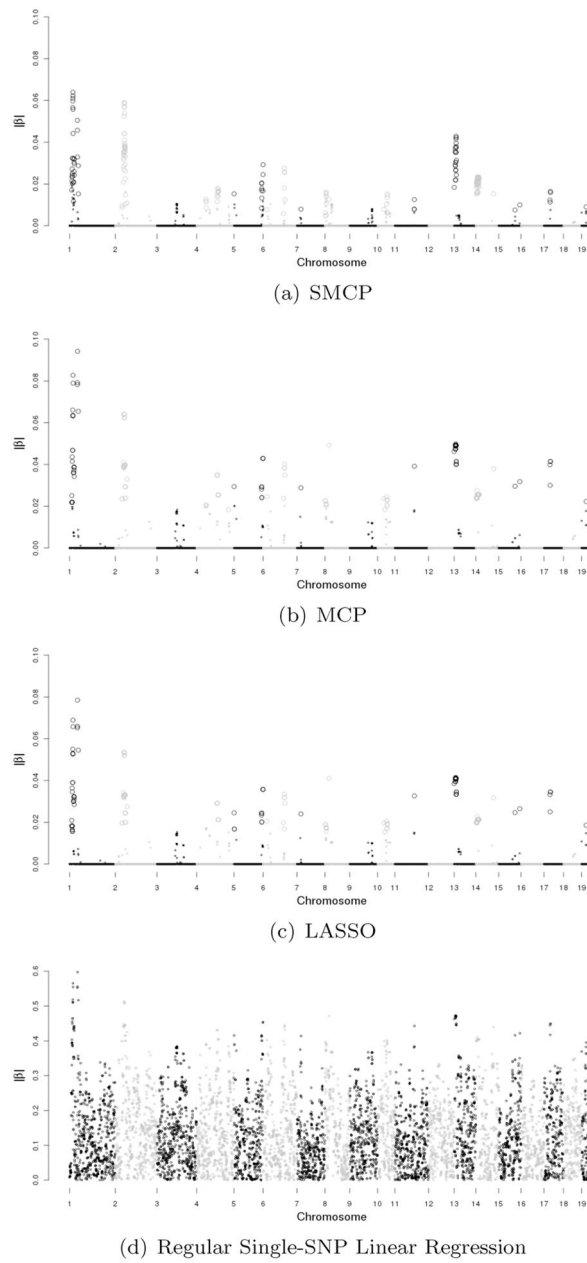 0.10
0.08
0.06
0.04
0.02
0.00
|β|
1 2 3 4 5 6 7 8 9 10 11 12 13 14 15 16 17 18 19
Chromosome
(a) SMCP
0.10
0.08
0.06
0.04
0.02
0.00
|β|
1 2 3 4 5 6 7 8 9 10 11 12 13 14 15 16 17 18 19
Chromosome
(b) MCP
0.10
0.08
0.06
0.04
0.02
0.00
|β|
1 2 3 4 5 6 7 8 9 10 11 12 13 14 15 16 17 18 19
Chromosome
(c) LASSO
0.6
0.5
0.4
0.3
0.2
0.1
0.0
|β|
1 2 3 4 5 6 7 8 9 10 11 12 13 14 15 16 17 18 19
Chromosome
(d) Regular Single-SNP Linear Regression